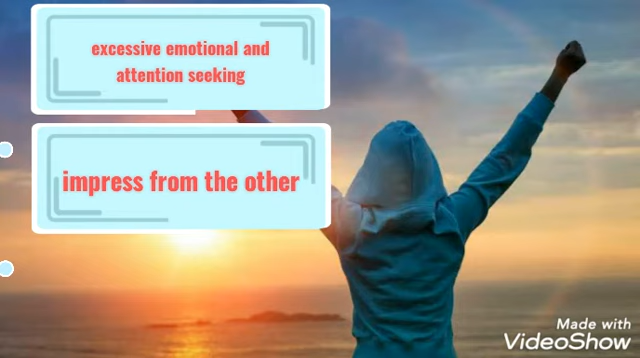 excessive emotional and
attention seeking
impress from the other
Made with
VideoShow